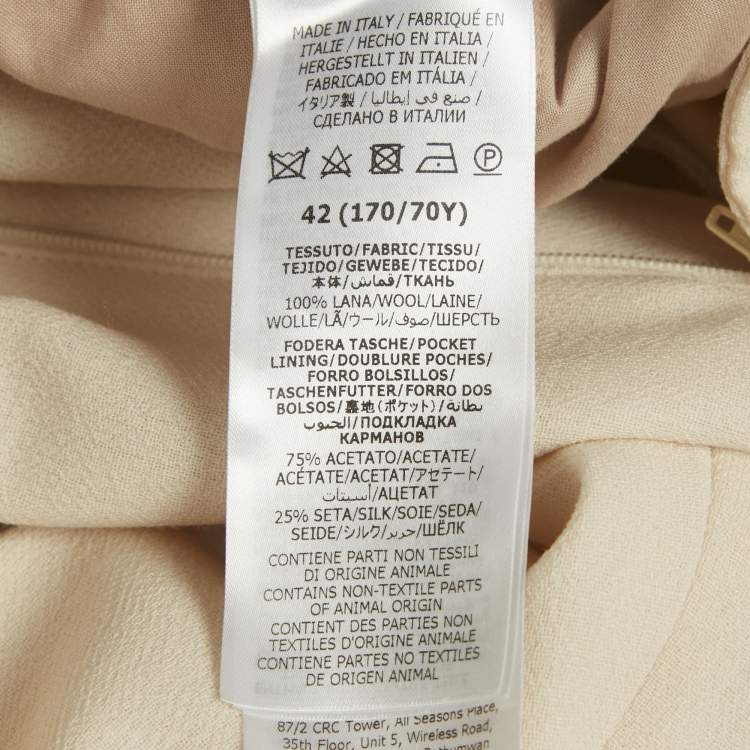 MADE IN ITALY / FABRIQUÉ EN
ITALIE / HECHO EN ITALIA /
HERGESTELLT IN ITALIEN /
FABRICADO EM ITÁLIA /
イタリア製 / صنع في إيطاليا /
СДЕЛАНО В ИТАЛИИ
P
42 (170/70Y)
TESSUTO/FABRIC/TISSU/
TEJIDO/GEWEBE/TECIDO/
本体/قماش/ТКАНЬ
100% LANA/WOOL/LAINE/
WOLLE/LÃ/ウール/صوف/ШЕРСТЬ
FODERA TASCHE/POCKET
LINING/DOUBLURE POCHES/
FORRO BOLSILLOS/
TASCHENFUTTER/FORRO DOS
BOLSOS/裏地(ポケット)/بطانة
الجيوب/ПОДКЛАДКА
КАРМАНОВ
75% ACETATO/ACETATE/
ACÉTATE/ACETAT/アセテート/
أسيتات/АЦЕТАТ
25% SETA/SILK/SOIE/SEDA/
SEIDE/シルク/حرير/ШЁЛК
CONTIENE PARTI NON TESSILI
DI ORIGINE ANIMALE
CONTAINS NON-TEXTILE PARTS
OF ANIMAL ORIGIN
CONTIENT DES PARTIES NON
TEXTILES D'ORIGINE ANIMALE
CONTIENE PARTES NO TEXTILES
DE ORIGEN ANIMAL
87/2 CRC Tower, All Seasons Place,
35th Floor, Unit 5, Wireless Road,